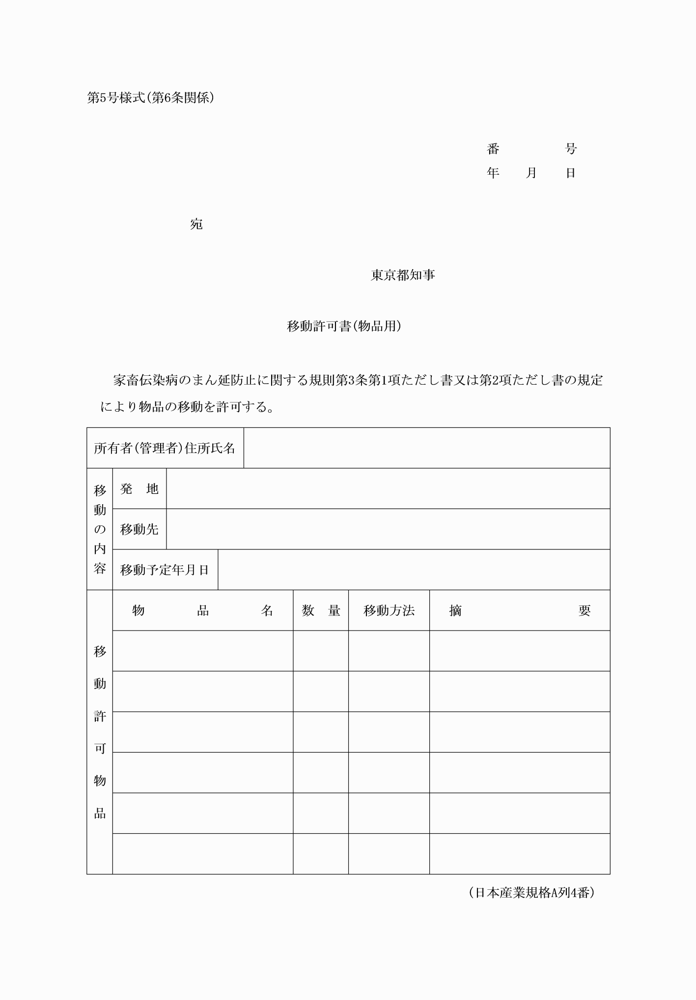 第5号様式(第6条関係)
番　　　　　号
年　　月　　日
宛
東京都知事
移動許可書(物品用)
家畜伝染病のまん延防止に関する規則第3条第1項ただし書又は第2項ただし書の規定
により物品の移動を許可する。
所有者(管理者)住所氏名
移動の内容
発　地
移動先
移動予定年月日
移動許可物品
物　　　　品　　　　名
数　量
移動方法
摘　　　　　　　　　要
(日本産業規格A列4番)